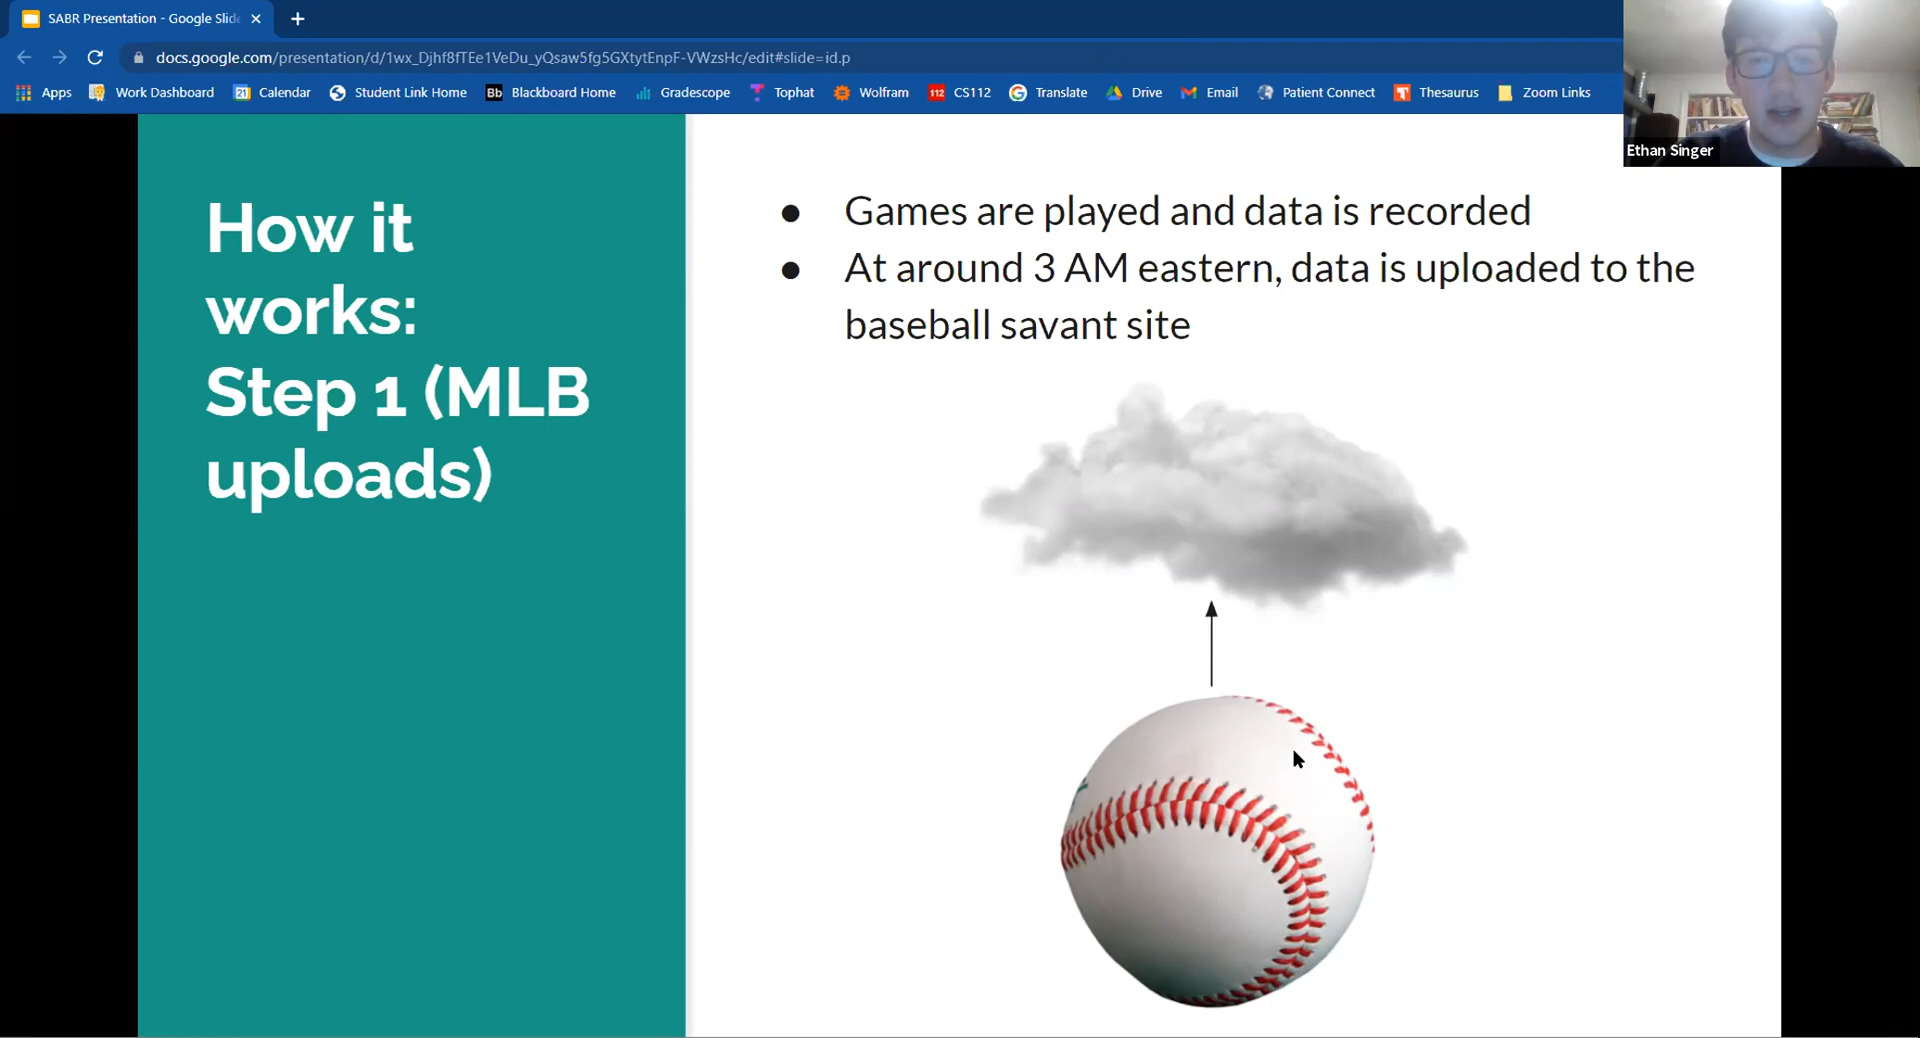 SABR Presentation - Google Slid
docs.google.com/presentation/d/1wx_Djhf8fTEe1VeDu_yQsaw5fg5GXtytEnpF-VWzsHc/edit#slide=id.p
Apps Work Dashboard 21 Calendar Student Link Home Bb Blackboard Home Gradescope Tophat Wolfram 112 CS112 Translate Drive Email Patient Connect Thesaurus Zoom Links
Ethan Singer
How it
works:
Step 1 (MLB
uploads)
● Games are played and data is recorded
● At around 3 AM eastern, data is uploaded to the
baseball savant site